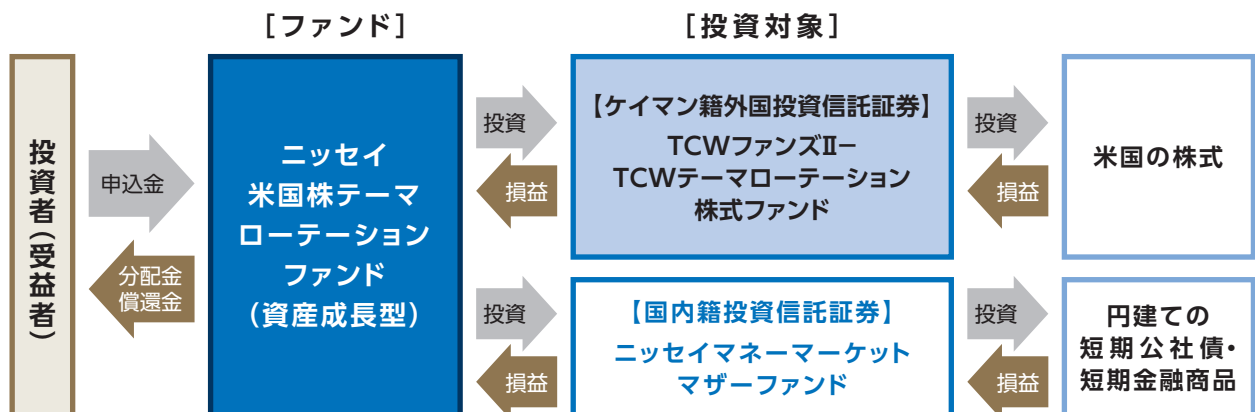 ［ファンド］
［投資対象］
投資者（受益者）
申込金
分配金
償還金
ニッセイ
米国株テーマ
ローテーション
ファンド
（資産成長型）
投資
損益
【ケイマン籍外国投資信託証券】
TCWファンズⅡ－
TCWテーマローテーション
株式ファンド
投資
損益
米国の株式
投資
損益
【国内籍投資信託証券】
ニッセイマネーマーケット
マザーファンド
投資
損益
円建ての
短期公社債・
短期金融商品